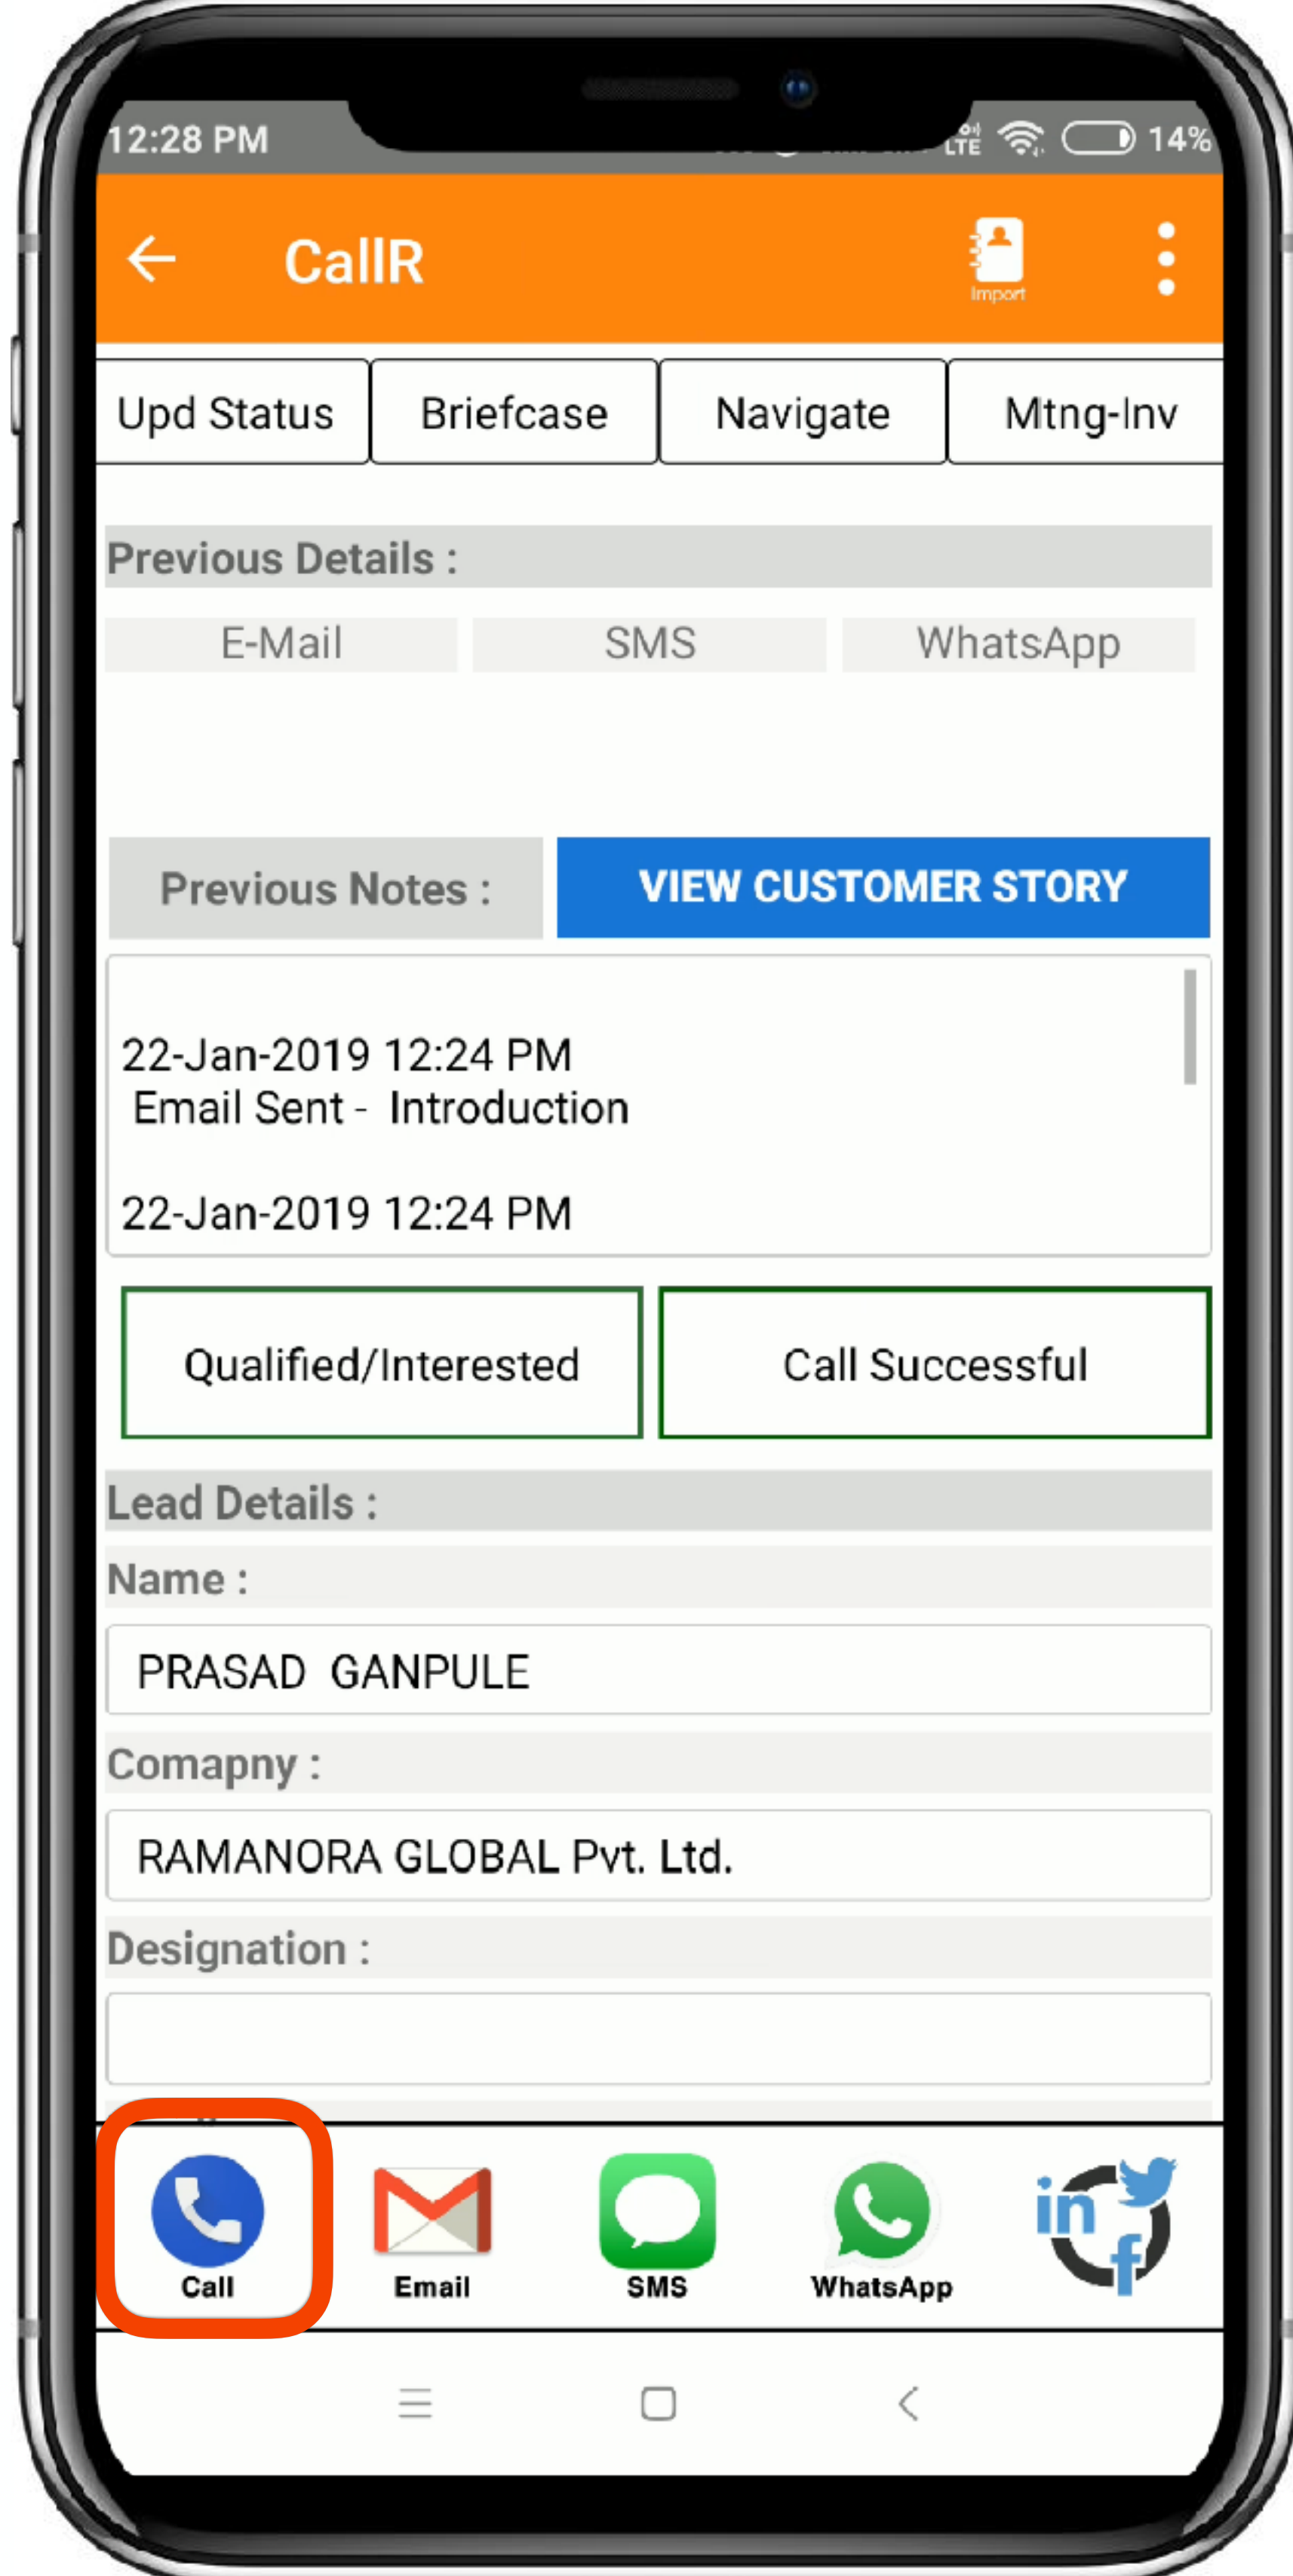 12:28 PM
LTE
14%
CallR
Import
Upd Status
Briefcase
Navigate
Mtng-Inv
Previous Details :
E-Mail
SMS
WhatsApp
Previous Notes :
VIEW CUSTOMER STORY
22-Jan-2019 12:24 PM
Email Sent - Introduction
22-Jan-2019 12:24 PM
Qualified/Interested
Call Successful
Lead Details :
Name :
PRASAD GANPULE
Comapny :
RAMANORA GLOBAL Pvt. Ltd.
Designation :
Call
Email
SMS
WhatsApp
in
f